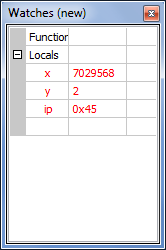 Watches (new)
Function
Locals
x 7029568
y 2
ip 0x45